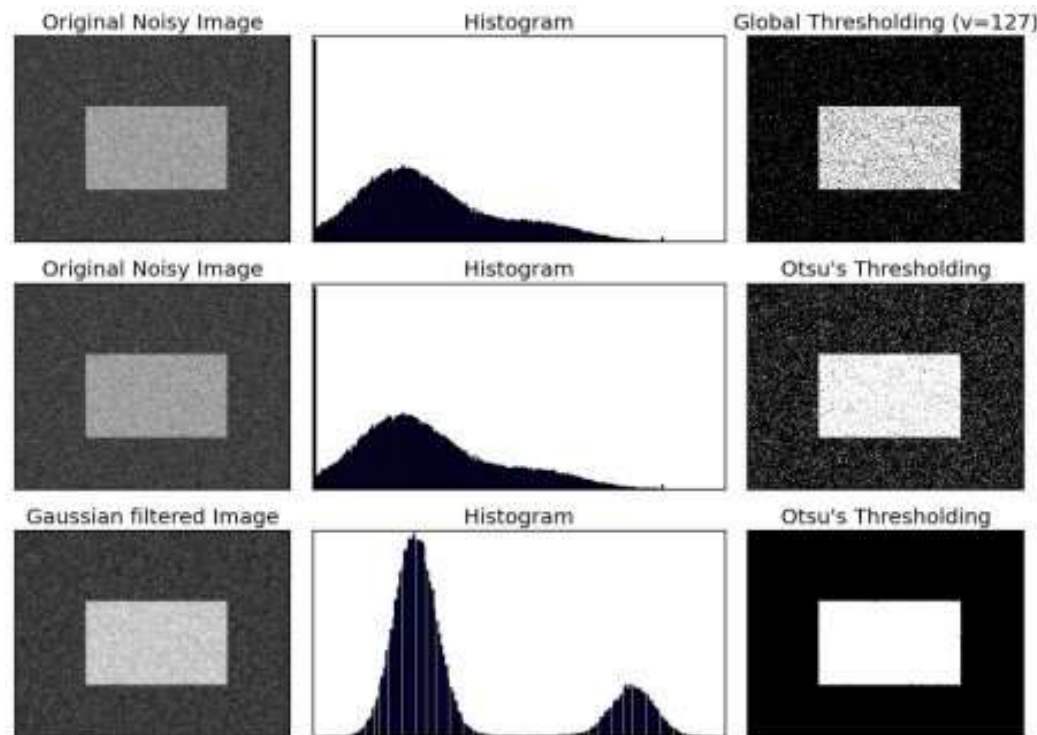 Original Noisy Image
Histogram
Global Thresholding (v=127)
Original Noisy Image
Histogram
Otsu's Thresholding
Gaussian filtered Image
Histogram
Otsu's Thresholding